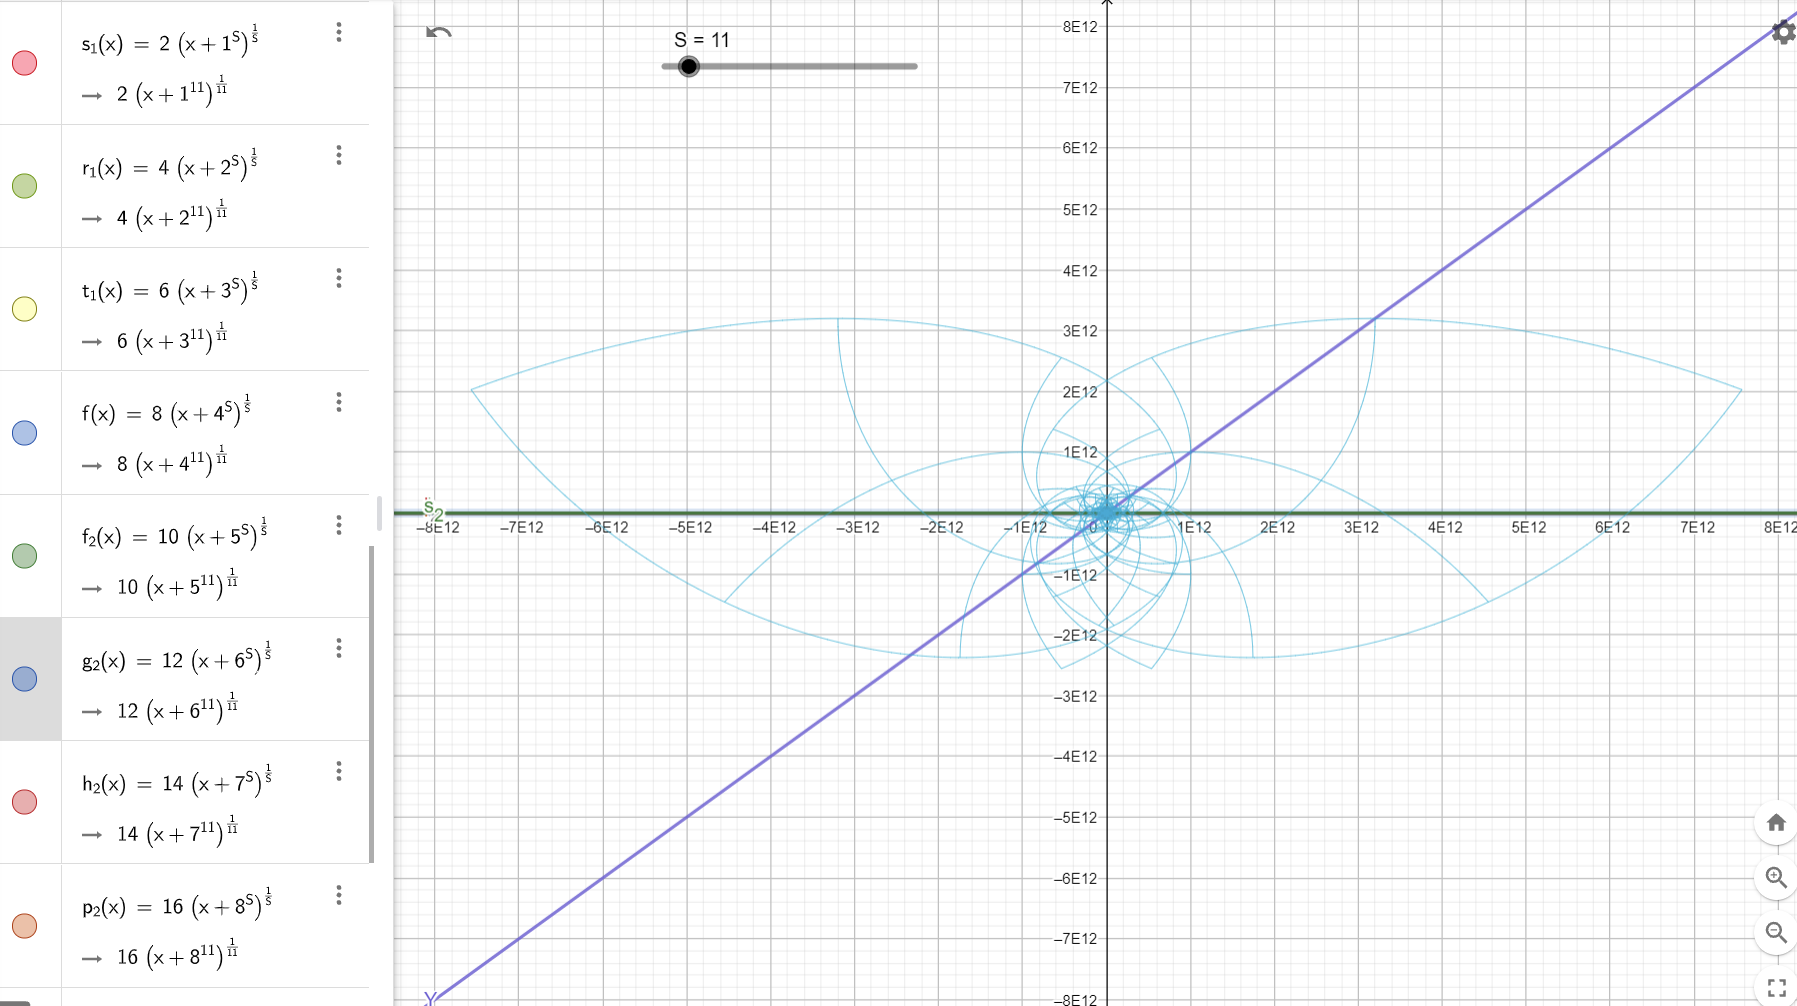 s₁(x) = 2 (x + 1^S)^(1/S)
→ 2 (x + 1^11)^(1/11)
r₁(x) = 4 (x + 2^S)^(1/S)
→ 4 (x + 2^11)^(1/11)
t₁(x) = 6 (x + 3^S)^(1/S)
→ 6 (x + 3^11)^(1/11)
f(x) = 8 (x + 4^S)^(1/S)
→ 8 (x + 4^11)^(1/11)
f₂(x) = 10 (x + 5^S)^(1/S)
→ 10 (x + 5^11)^(1/11)
g₂(x) = 12 (x + 6^S)^(1/S)
→ 12 (x + 6^11)^(1/11)
h₂(x) = 14 (x + 7^S)^(1/S)
→ 14 (x + 7^11)^(1/11)
p₂(x) = 16 (x + 8^S)^(1/S)
→ 16 (x + 8^11)^(1/11)
S = 11
8E12
7E12
6E12
5E12
4E12
3E12
2E12
1E12
s₂
–8E12 –7E12 –6E12 –5E12 –4E12 –3E12 –2E12 –1E12 0 1E12 2E12 3E12 4E12 5E12 6E12 7E12 8E12
–1E12
–2E12
–3E12
–4E12
–5E12
–6E12
–7E12
–8E12
Y